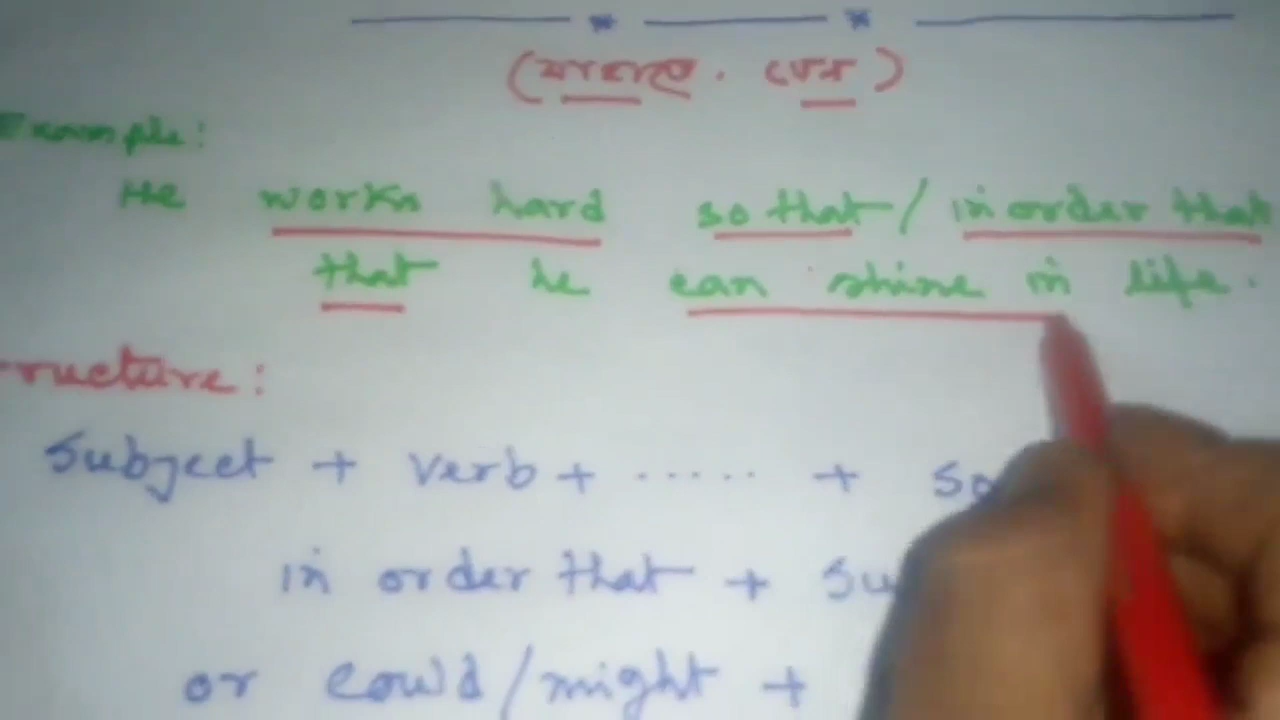 Example:
He works hard so that / in order that
that he can shine in life.
ructure:
Subject + verb + ..... + so
in order that + su
or could/might +